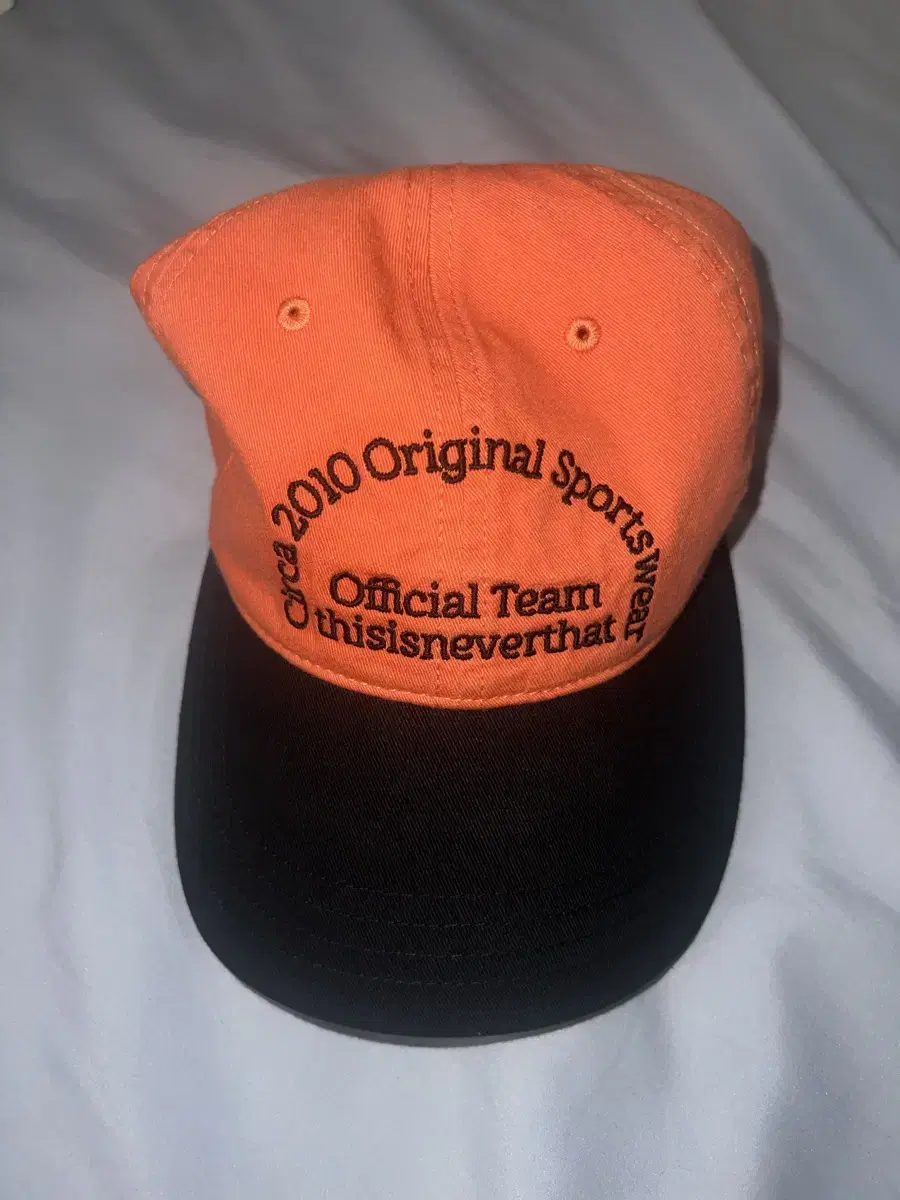 Circa 2010 Original Sportswear
Official Team
thisisneverthat